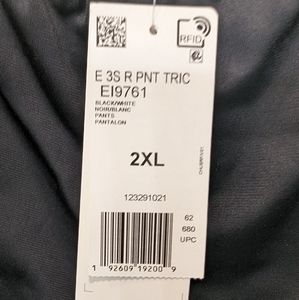 RFID
E 3S R PNT TRIC
EI9761
BLACK/WHITE
NOIR/BLANC
PANTS
PANTALON
2XL
123291021
62
680
UPC
1 92609 19200 9